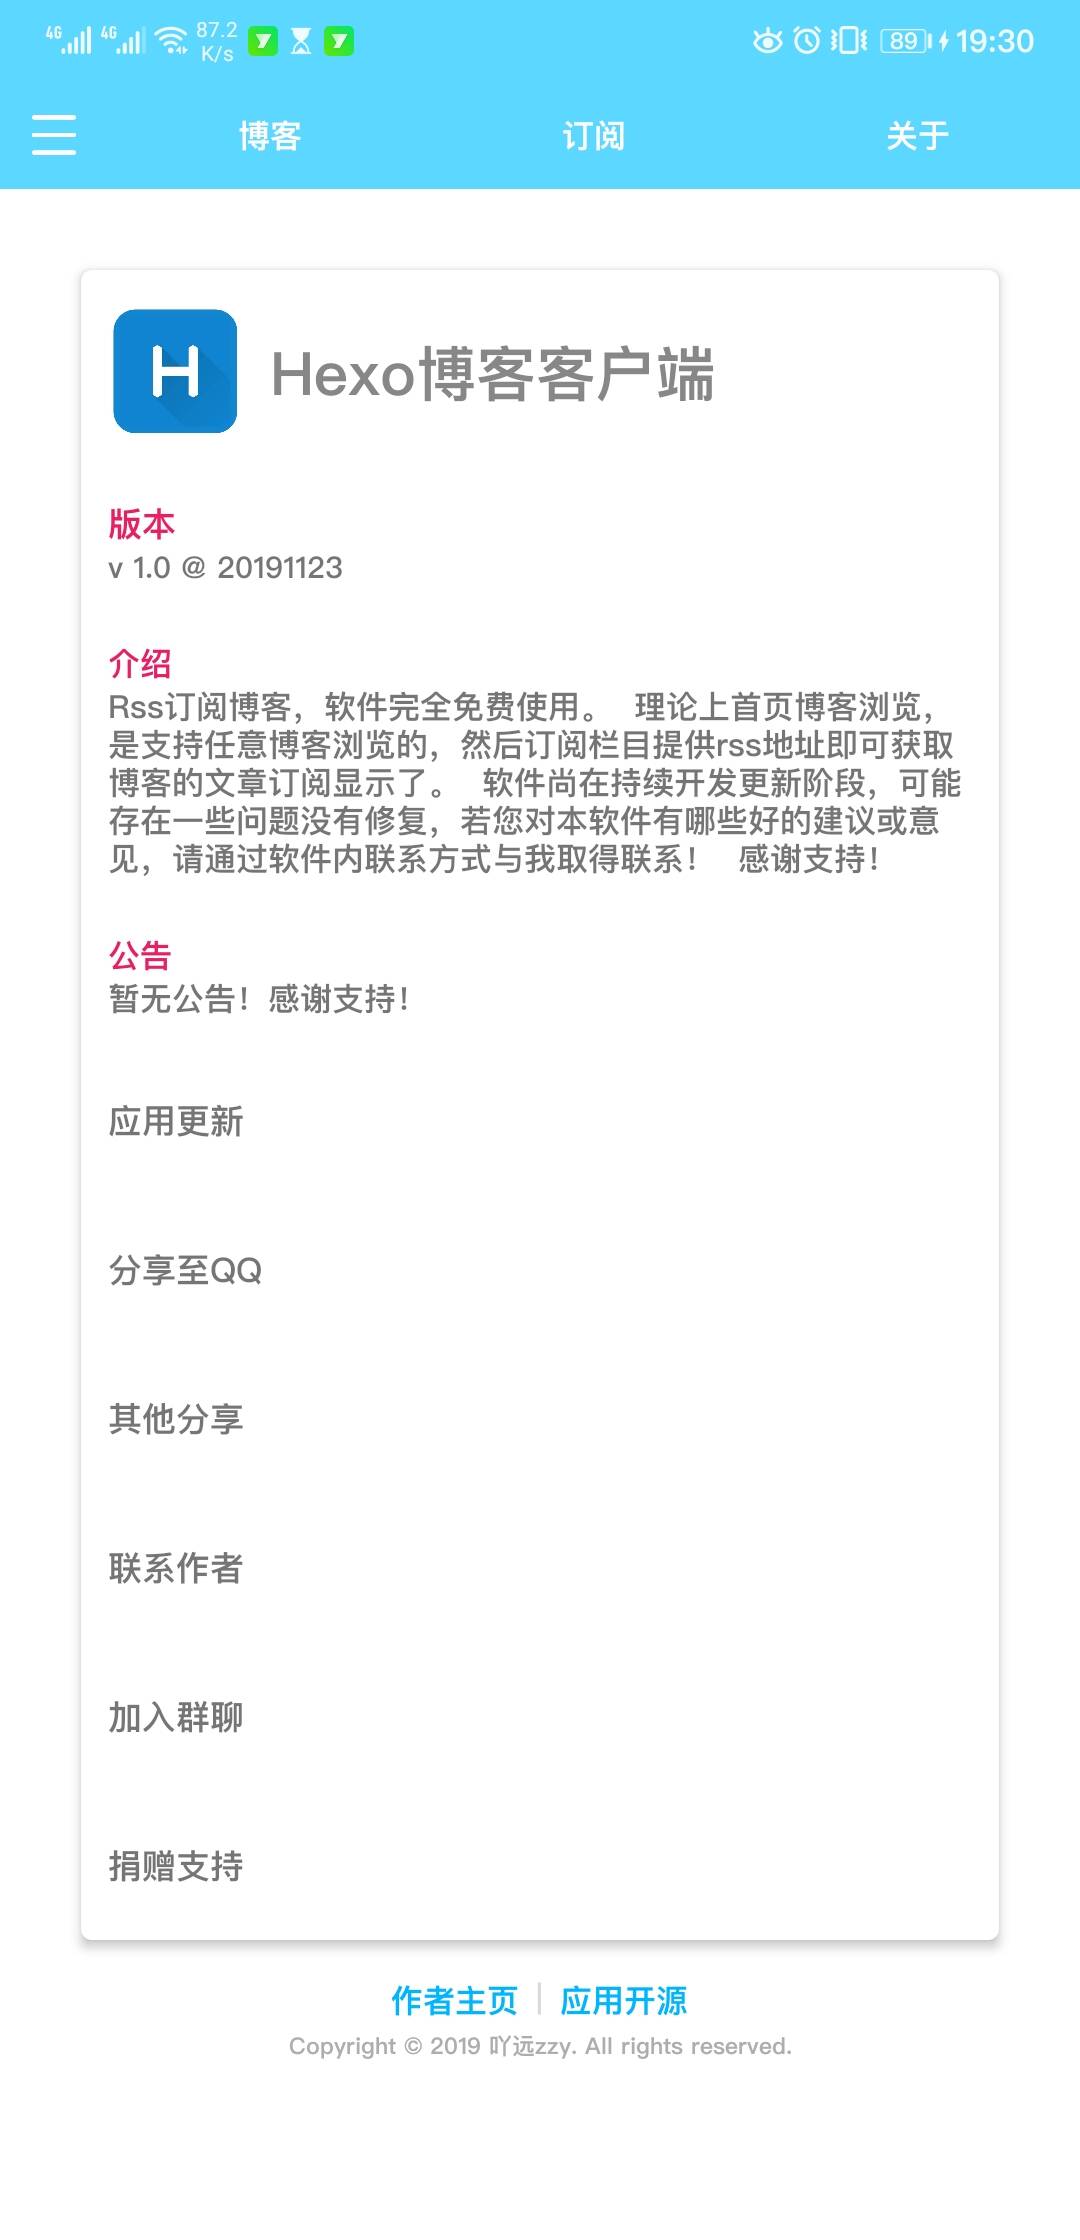 4G 4G 87.2 K/s 89 19:30
博客 订阅 关于
H Hexo博客客户端
版本
v 1.0 @ 20191123
介绍
Rss订阅博客，软件完全免费使用。 理论上首页博客浏览，
是支持任意博客浏览的，然后订阅栏目提供rss地址即可获取
博客的文章订阅显示了。 软件尚在持续开发更新阶段，可能
存在一些问题没有修复，若您对本软件有哪些好的建议或意
见，请通过软件内联系方式与我取得联系！ 感谢支持！
公告
暂无公告！感谢支持！
应用更新
分享至QQ
其他分享
联系作者
加入群聊
捐赠支持
作者主页 | 应用开源
Copyright © 2019 吖远zzy. All rights reserved.